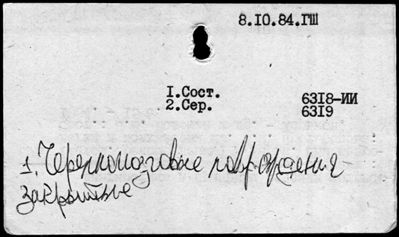 8.10.84.ГШ
1.Сост. 6318-ИИ
2.Сер. 6319
1. Черепномозговые повреждения
закрытые